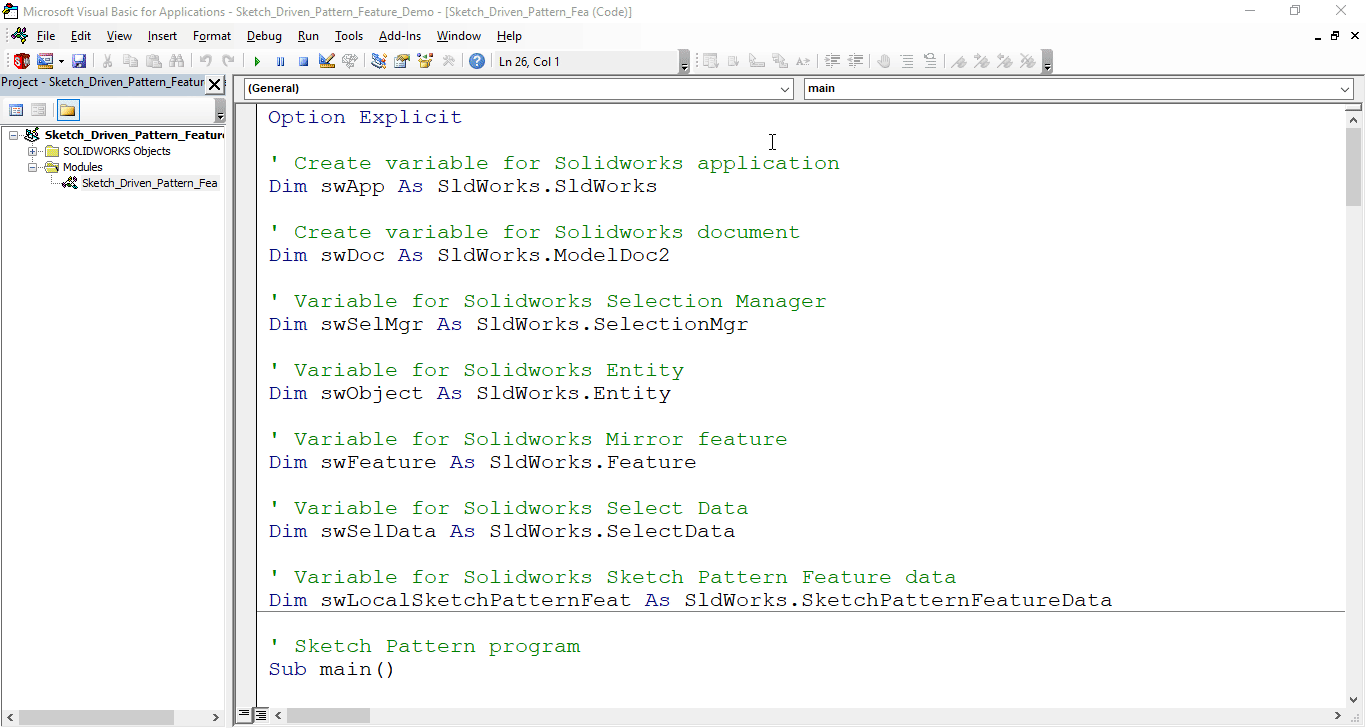 Microsoft Visual Basic for Applications - Sketch_Driven_Pattern_Feature_Demo - [Sketch_Driven_Pattern_Fea (Code)]
File Edit View Insert Format Debug Run Tools Add-Ins Window Help
Ln 26, Col 1
Project - Sketch_Driven_Pattern_Featur
Sketch_Driven_Pattern_Feature
SOLIDWORKS Objects
Modules
Sketch_Driven_Pattern_Fea
(General)
main
Option Explicit
' Create variable for Solidworks application
Dim swApp As SldWorks.SldWorks
' Create variable for Solidworks document
Dim swDoc As SldWorks.ModelDoc2
' Variable for Solidworks Selection Manager
Dim swSelMgr As SldWorks.SelectionMgr
' Variable for Solidworks Entity
Dim swObject As SldWorks.Entity
' Variable for Solidworks Mirror feature
Dim swFeature As SldWorks.Feature
' Variable for Solidworks Select Data
Dim swSelData As SldWorks.SelectData
' Variable for Solidworks Sketch Pattern Feature data
Dim swLocalSketchPatternFeat As SldWorks.SketchPatternFeatureData
' Sketch Pattern program
Sub main()